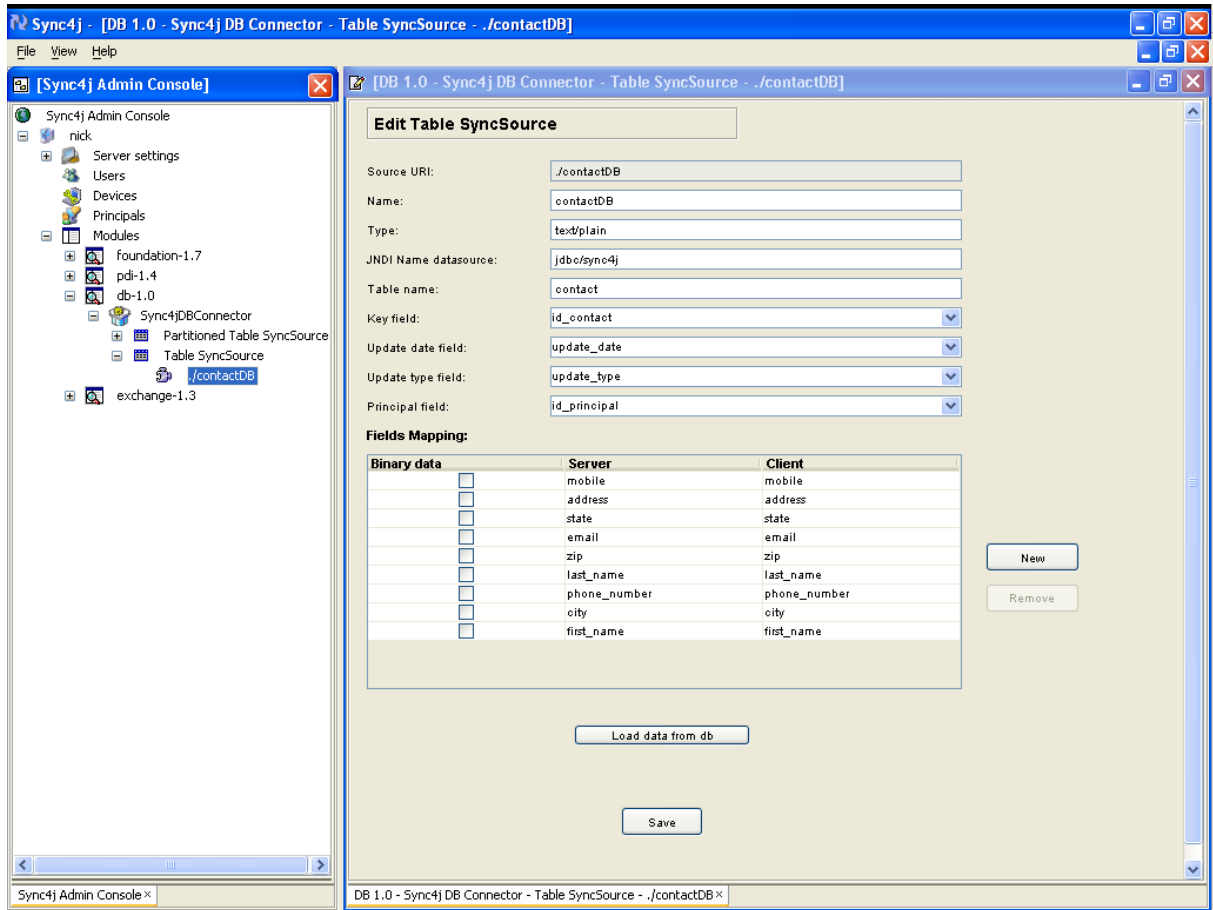 Sync4j - [DB 1.0 - Sync4j DB Connector - Table SyncSource - ./contactDB]
File View Help
[Sync4j Admin Console]
Sync4j Admin Console
nick
Server settings
Users
Devices
Principals
Modules
foundation-1.7
pdi-1.4
db-1.0
Sync4jDBConnector
Partitioned Table SyncSource
Table SyncSource
./contactDB
exchange-1.3
Sync4j Admin Console
[DB 1.0 - Sync4j DB Connector - Table SyncSource - ./contactDB]
Edit Table SyncSource
Source URI: ./contactDB
Name: contactDB
Type: text/plain
JNDI Name datasource: jdbc/sync4j
Table name: contact
Key field: id_contact
Update date field: update_date
Update type field: update_type
Principal field: id_principal
Fields Mapping:
Binary data Server Client
mobile mobile
address address
state state
email email
zip zip
last_name last_name
phone_number phone_number
city city
first_name first_name
New
Remove
Load data from db
Save
DB 1.0 - Sync4j DB Connector - Table SyncSource - ./contactDB